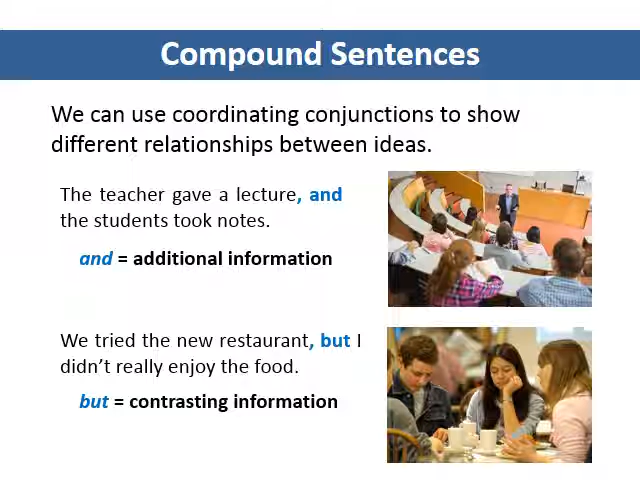 Compound Sentences
We can use coordinating conjunctions to show
different relationships between ideas.
The teacher gave a lecture, and
the students took notes.
and = additional information
We tried the new restaurant, but I
didn’t really enjoy the food.
but = contrasting information